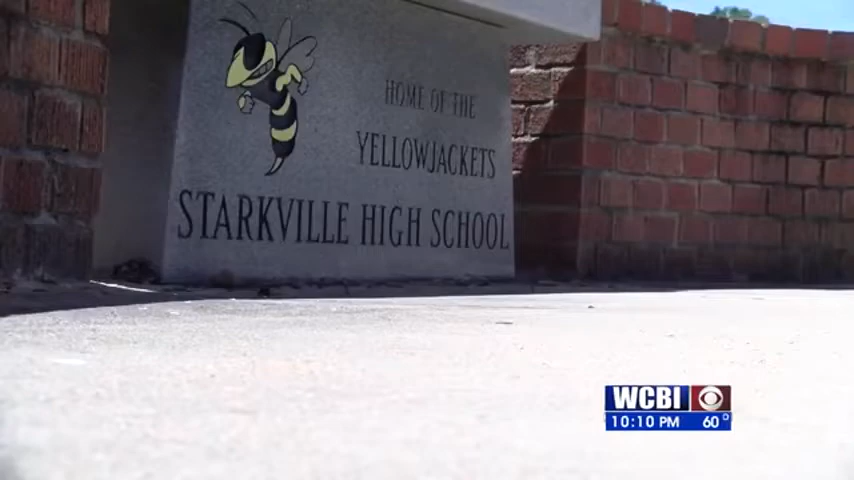 HOME OF THE
YELLOWJACKETS
STARKVILLE HIGH SCHOOL
WCBI
10:10 PM 60°